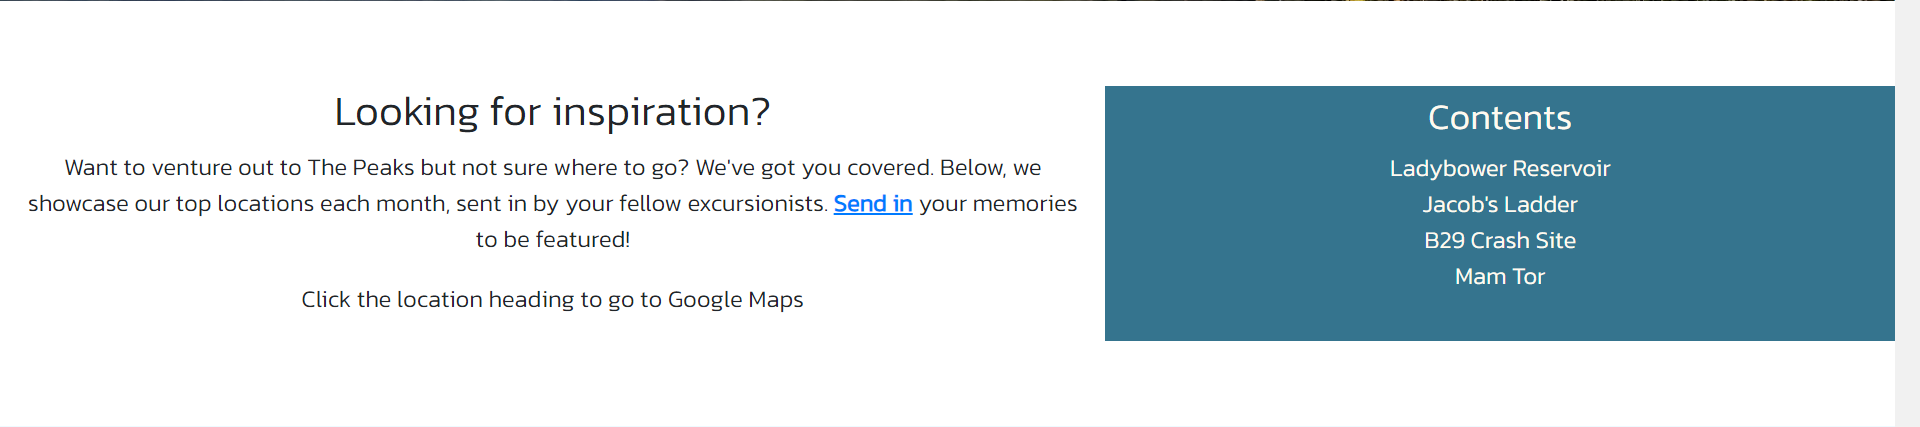 Looking for inspiration?
Want to venture out to The Peaks but not sure where to go? We've got you covered. Below, we
showcase our top locations each month, sent in by your fellow excursionists. Send in your memories
to be featured!
Click the location heading to go to Google Maps
Contents
Ladybower Reservoir
Jacob's Ladder
B29 Crash Site
Mam Tor